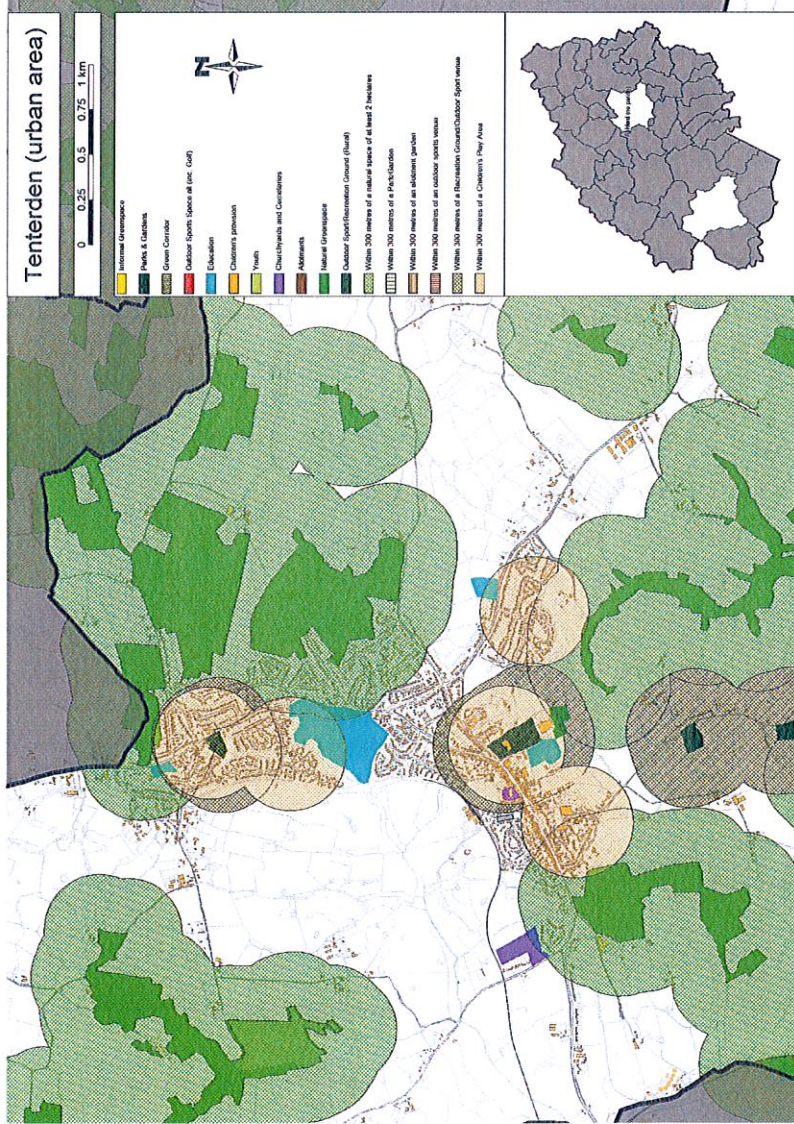 Tenterden (urban area)
0 0.25 0.5 0.75 1 km
N
Informal Greenspace
Parks & Gardens
Green Corridor
Outdoor Sports Space all (inc. Golf)
Education
Children's provision
Youth
Churchyards and Cemeteries
Allotments
Natural Greenspace
Outdoor Sport/Recreation Ground (Rural)
Within 300 metres of a natural space of at least 2 hectares
Within 300 metres of a Park/Garden
Within 300 metres of an allotment garden
Within 300 metres of an outdoor sports venue
Within 300 metres of a Recreation Ground/Outdoor Sport venue
Within 300 metres of a Children's Play Area